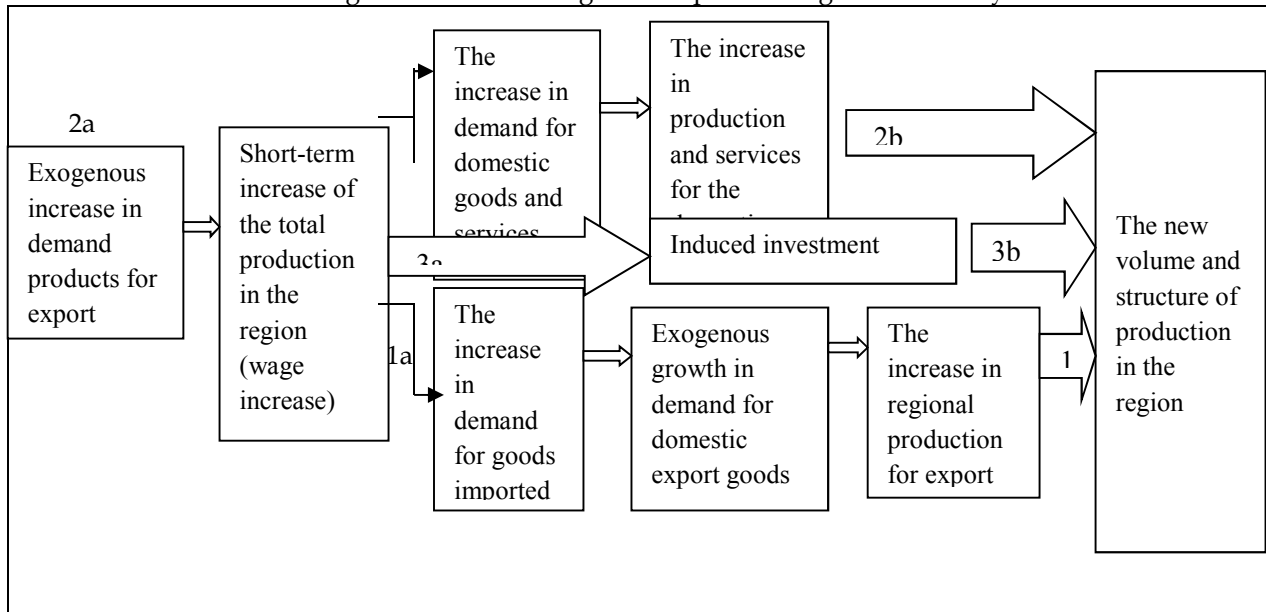 2a
Exogenous
increase in
demand
products for
export
Short-term
increase of
the total
production
in the
region
(wage
increase)
The
increase in
demand for
domestic
goods and
services
The increase
in
production
and services
for the
2b
3a
Induced investment
3b
1a
The
increase
in
demand
for goods
imported
Exogenous
growth in
demand for
domestic
export goods
The
increase in
regional
production
for export
1
The new
volume and
structure of
production
in the
region